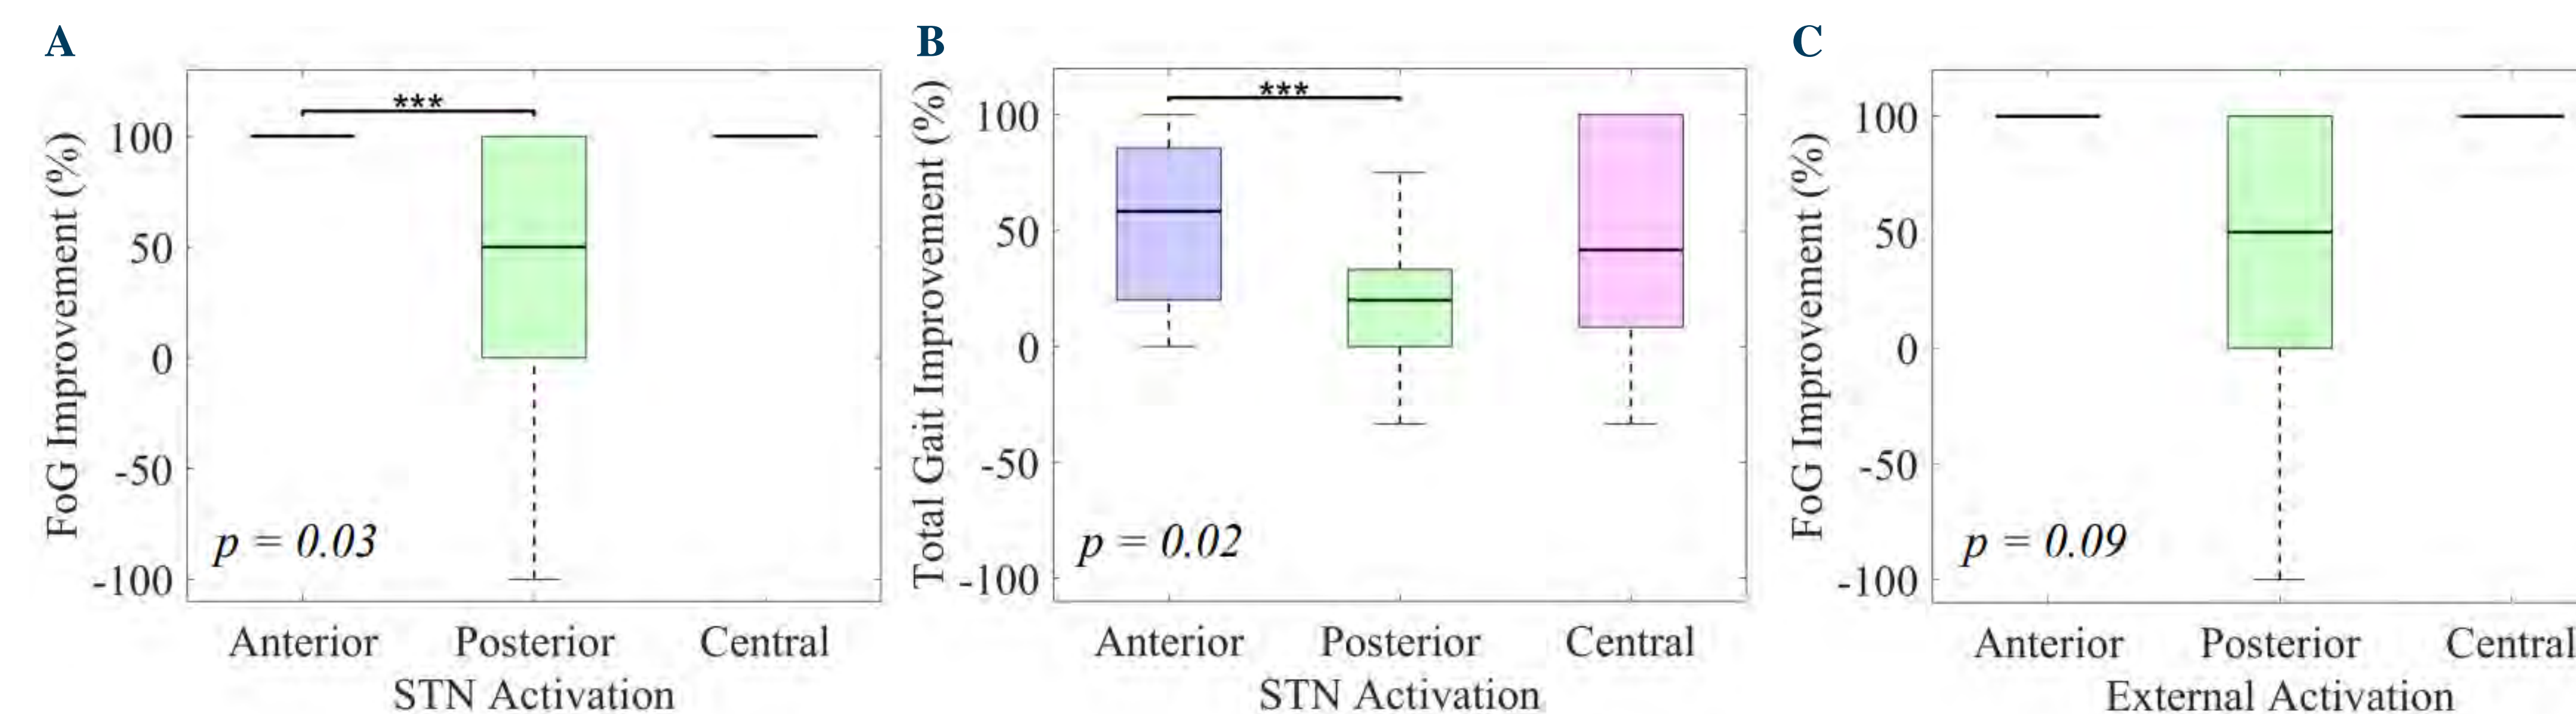 A
FoG Improvement (%)
100
50
0
-50
-100
***
p = 0.03
Anterior Posterior Central
STN Activation
B
Total Gait Improvement (%)
100
50
0
-50
-100
***
p = 0.02
Anterior Posterior Central
STN Activation
C
FoG Improvement (%)
100
50
0
-50
-100
p = 0.09
Anterior Posterior Central
External Activation